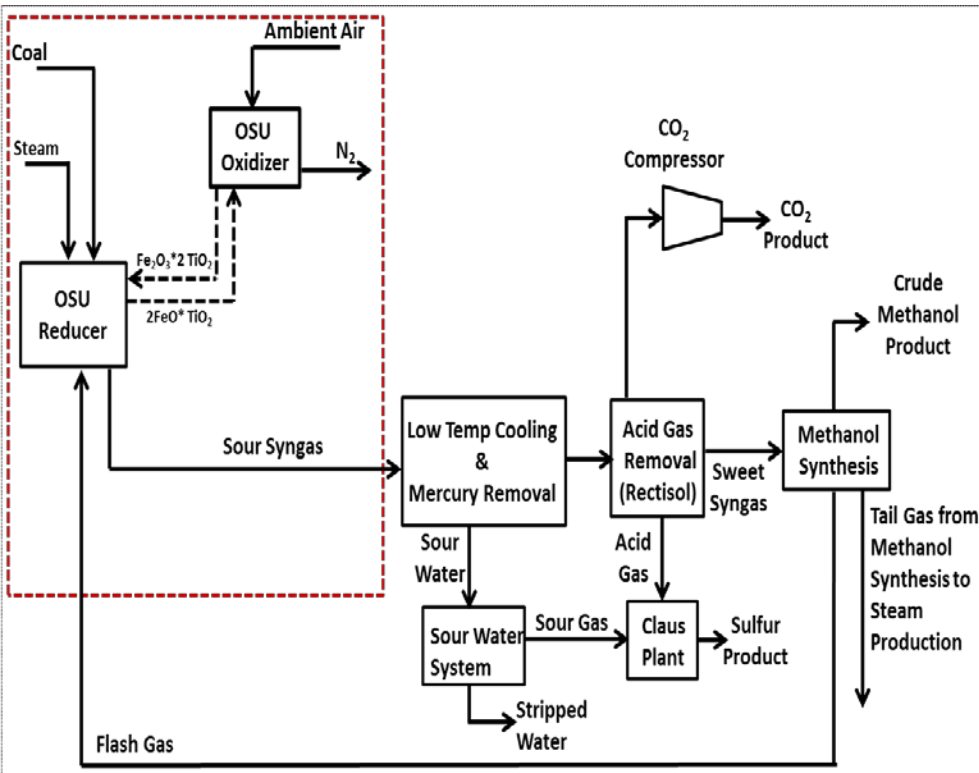 Ambient Air
Coal
OSU
Oxidizer
N₂
Steam
Fe₂O₃*2 TiO₂
2FeO* TiO₂
OSU
Reducer
CO₂
Compressor
CO₂
Product
Crude
Methanol
Product
Sour Syngas
Low Temp Cooling
&
Mercury Removal
Acid Gas
Removal
(Rectisol)
Sweet
Syngas
Methanol
Synthesis
Tail Gas from
Methanol
Synthesis to
Steam
Production
Sour
Water
Acid
Gas
Sour Water
System
Sour Gas
Claus
Plant
Sulfur
Product
Stripped
Water
Flash Gas